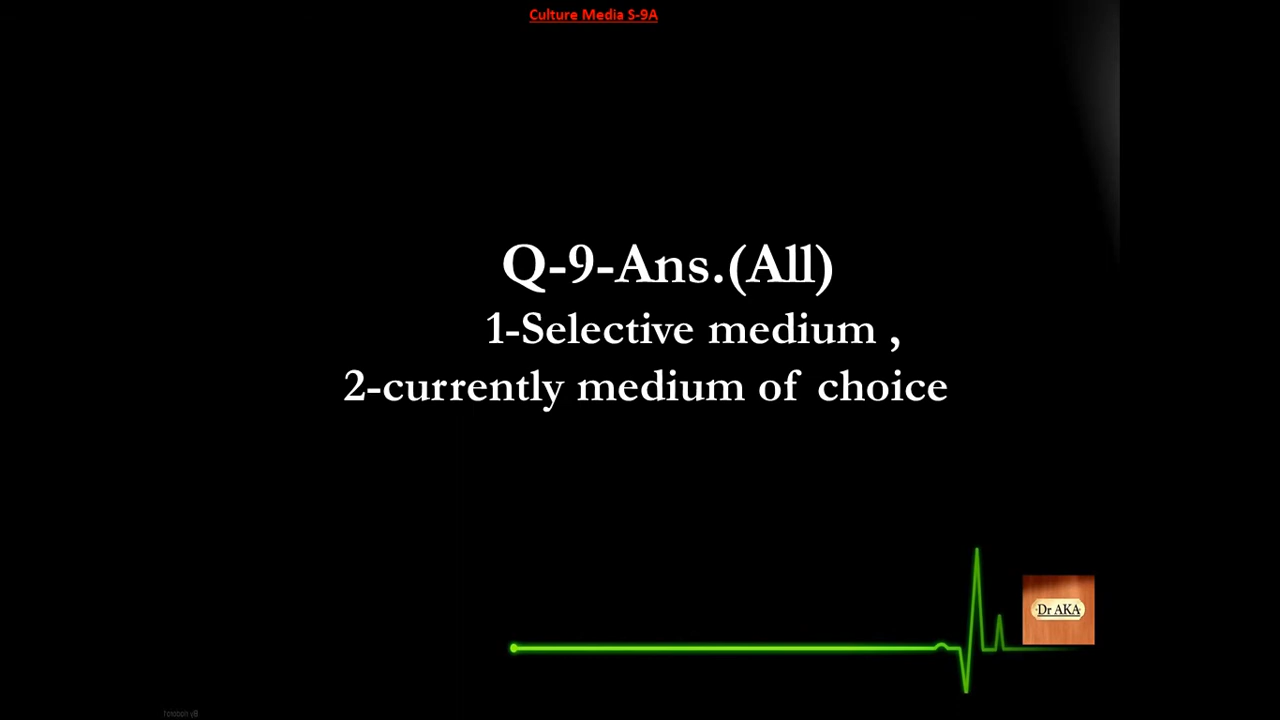 Culture Media S-9A
Q-9-Ans.(All)
1-Selective medium ,
2-currently medium of choice
Dr AKA